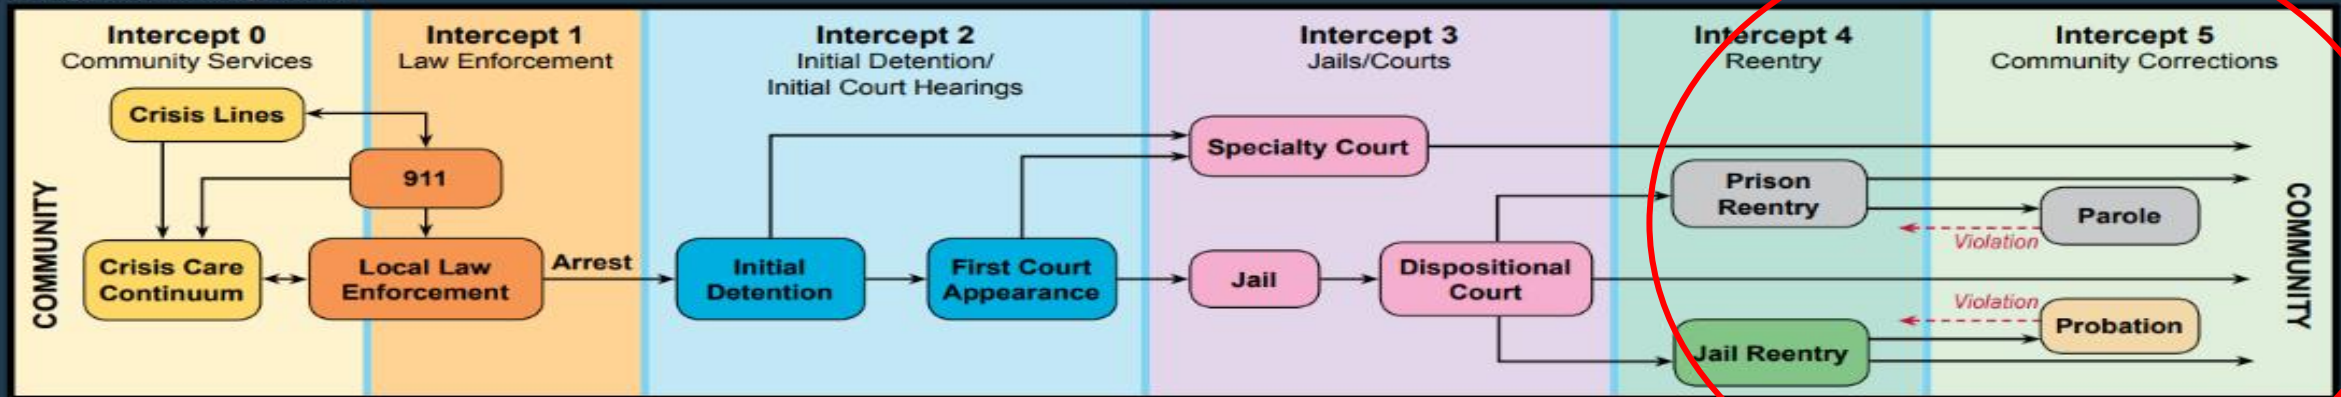 Intercept 0
Community Services
Intercept 1
Law Enforcement
Intercept 2
Initial Detention/
Initial Court Hearings
Intercept 3
Jails/Courts
Intercept 4
Reentry
Intercept 5
Community Corrections
COMMUNITY
Crisis Lines
911
Crisis Care
Continuum
Local Law
Enforcement
Arrest
Initial
Detention
First Court
Appearance
Specialty Court
Jail
Dispositional
Court
Prison
Reentry
Parole
Violation
Violation
Probation
Jail Reentry
COMMUNITY